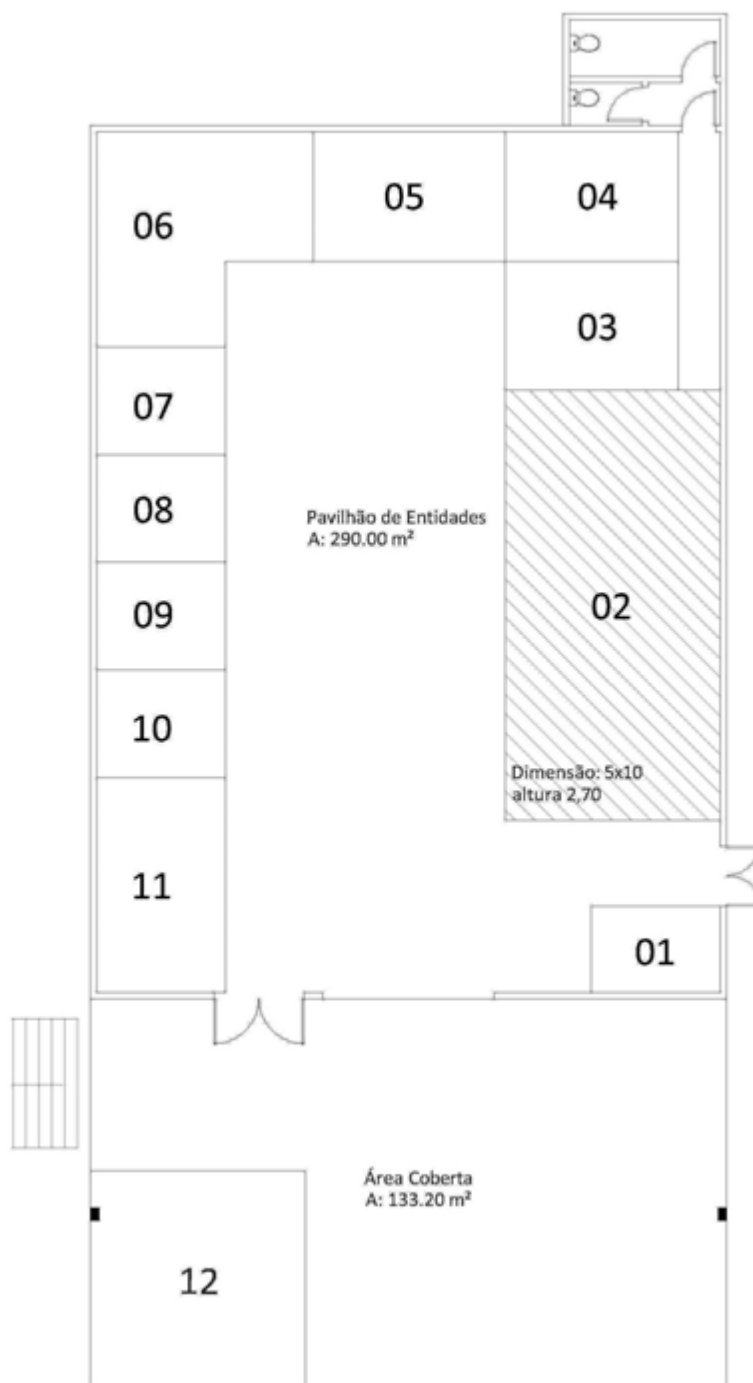 05
04
06
03
07
08
Pavilhão de Entidades
A: 290.00 m²
02
09
10
Dimensão: 5x10
altura 2,70
11
01
Área Coberta
A: 133.20 m²
12